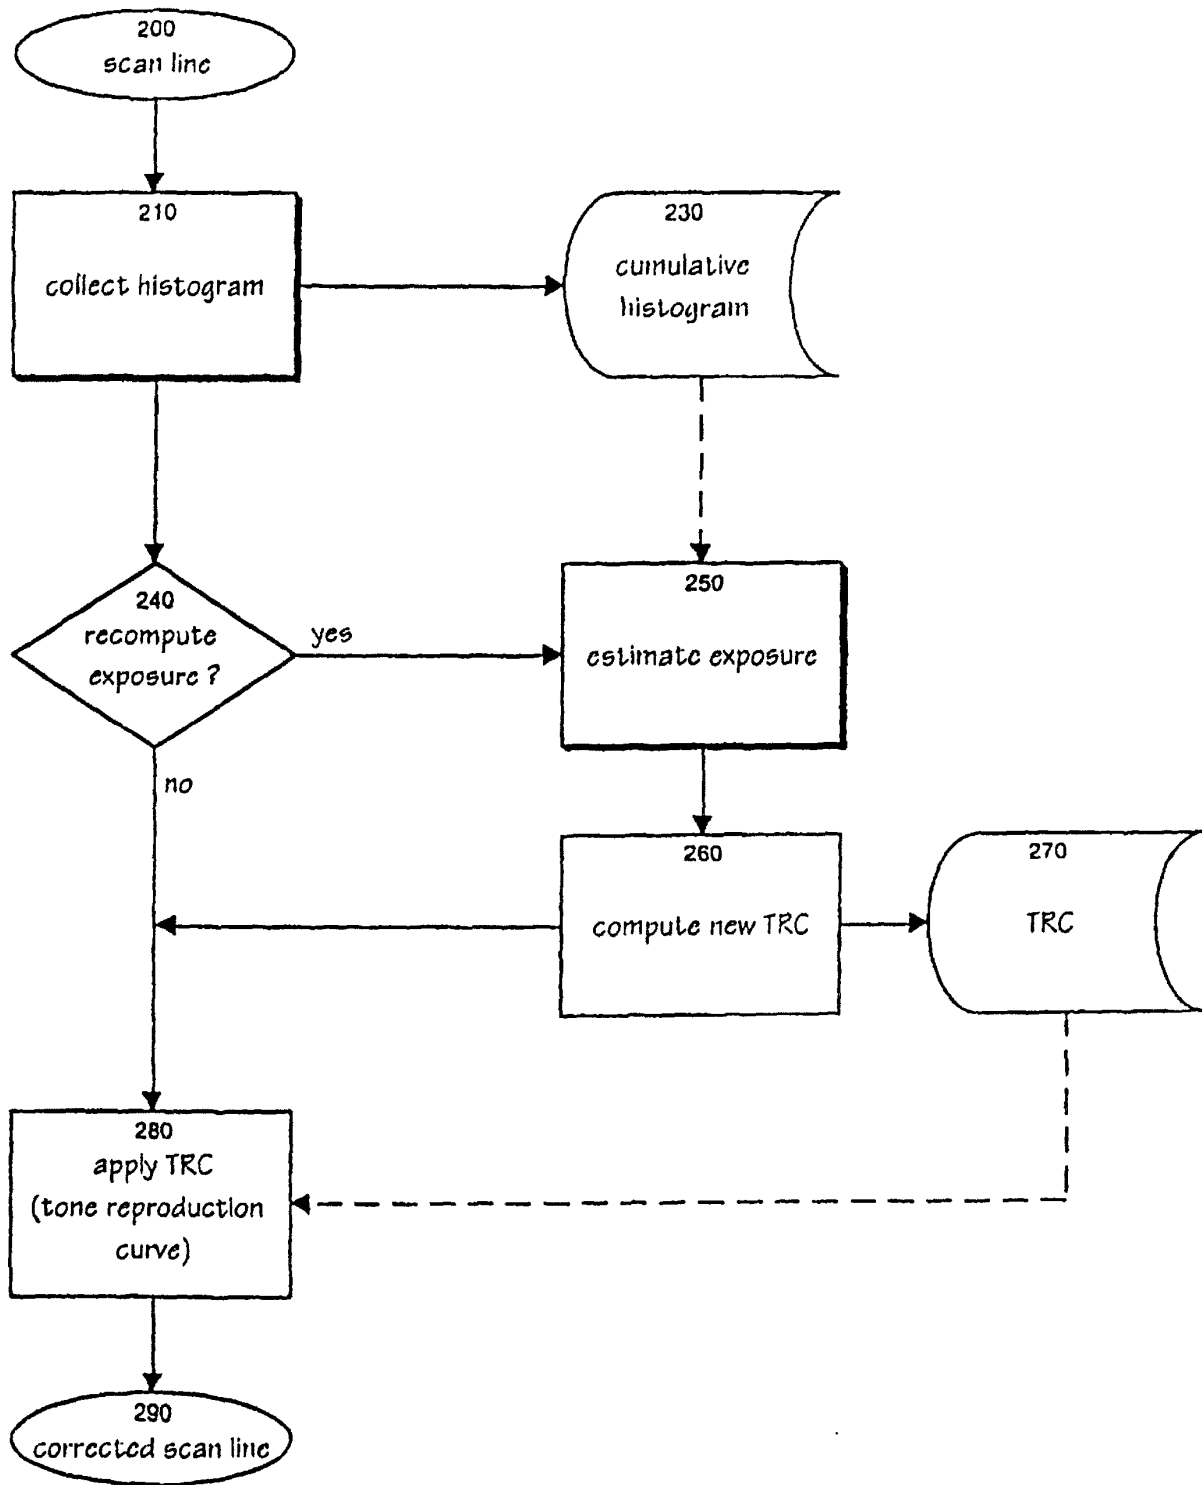 200
scan line
210
collect histogram
230
cumulative
histogram
240
recompute
exposure ?
yes
no
250
estimate exposure
260
compute new TRC
270
TRC
280
apply TRC
(tone reproduction
curve)
290
corrected scan line